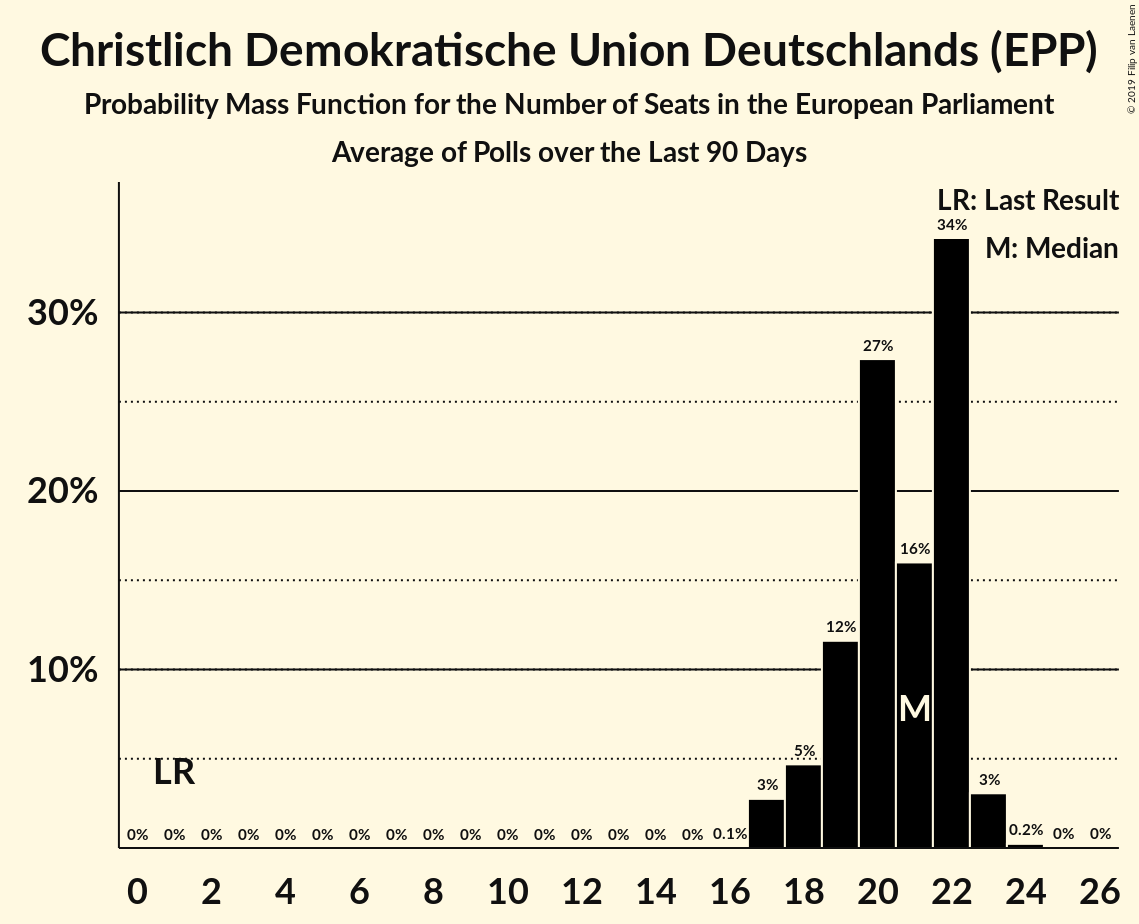 Christlich Demokratische Union Deutschlands (EPP)
Probability Mass Function for the Number of Seats in the European Parliament
Average of Polls over the Last 90 Days
© 2019 Filip van Laenen
LR: Last Result
M: Median
34%
30%
27%
20%
16%
12%
10%
M
5%
LR
3%
3%
0% 0% 0% 0% 0% 0% 0% 0% 0% 0% 0% 0% 0% 0% 0% 0% 0.1% 0.2% 0% 0%
0 2 4 6 8 10 12 14 16 18 20 22 24 26